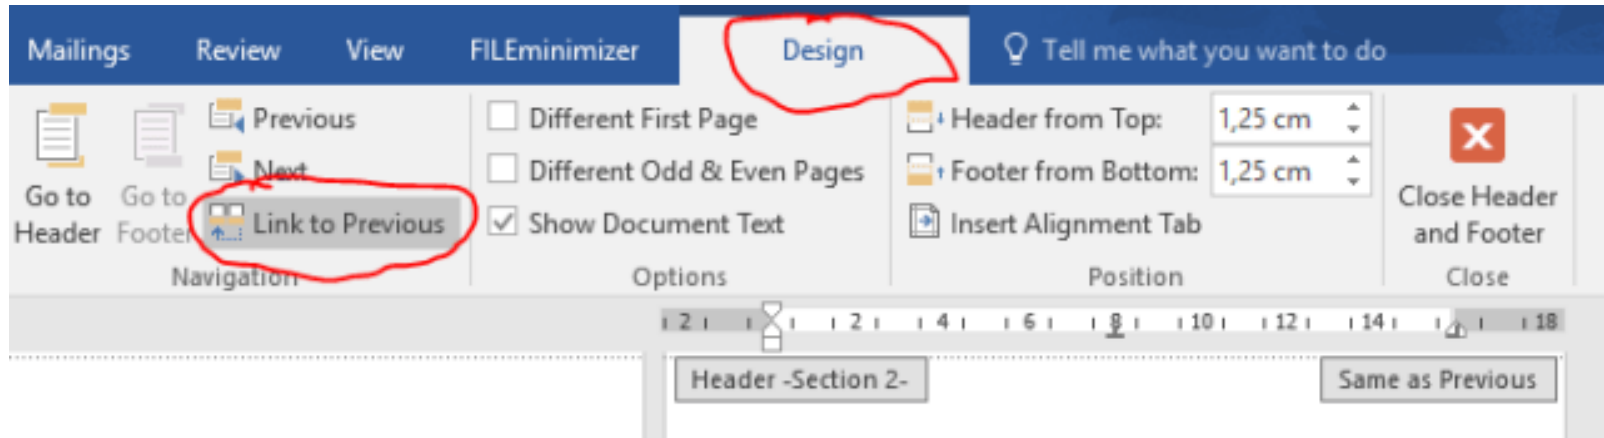 Mailings Review View FILEminimizer Design Tell me what you want to do
Go to Header
Go to Footer
Previous
Next
Link to Previous
Navigation
Different First Page
Different Odd & Even Pages
Show Document Text
Options
Header from Top: 1,25 cm
Footer from Bottom: 1,25 cm
Insert Alignment Tab
Position
Close Header
and Footer
Close
2 2 4 6 8 10 12 14 18
Header -Section 2- Same as Previous